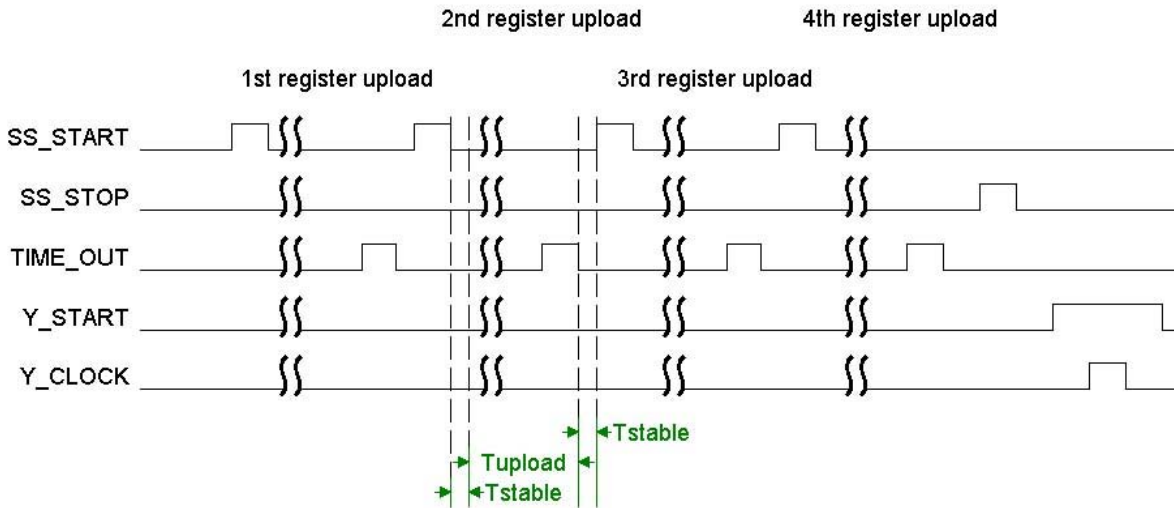 2nd register upload
4th register upload
1st register upload
3rd register upload
SS_START
SS_STOP
TIME_OUT
Y_START
Y_CLOCK
Tstable
Tupload
Tstable